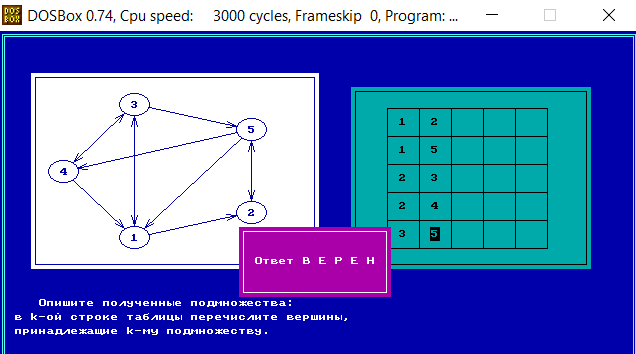 DOSBox 0.74, Cpu speed: 3000 cycles, Frameskip 0, Program: ...
3
5
4
2
1
1 2
1 5
2 3
2 4
3 5
Ответ В Е Р Е Н
Опишите полученные подмножества:
в k-ой строке таблицы перечислите вершины,
принадлежащие k-му подмножеству.